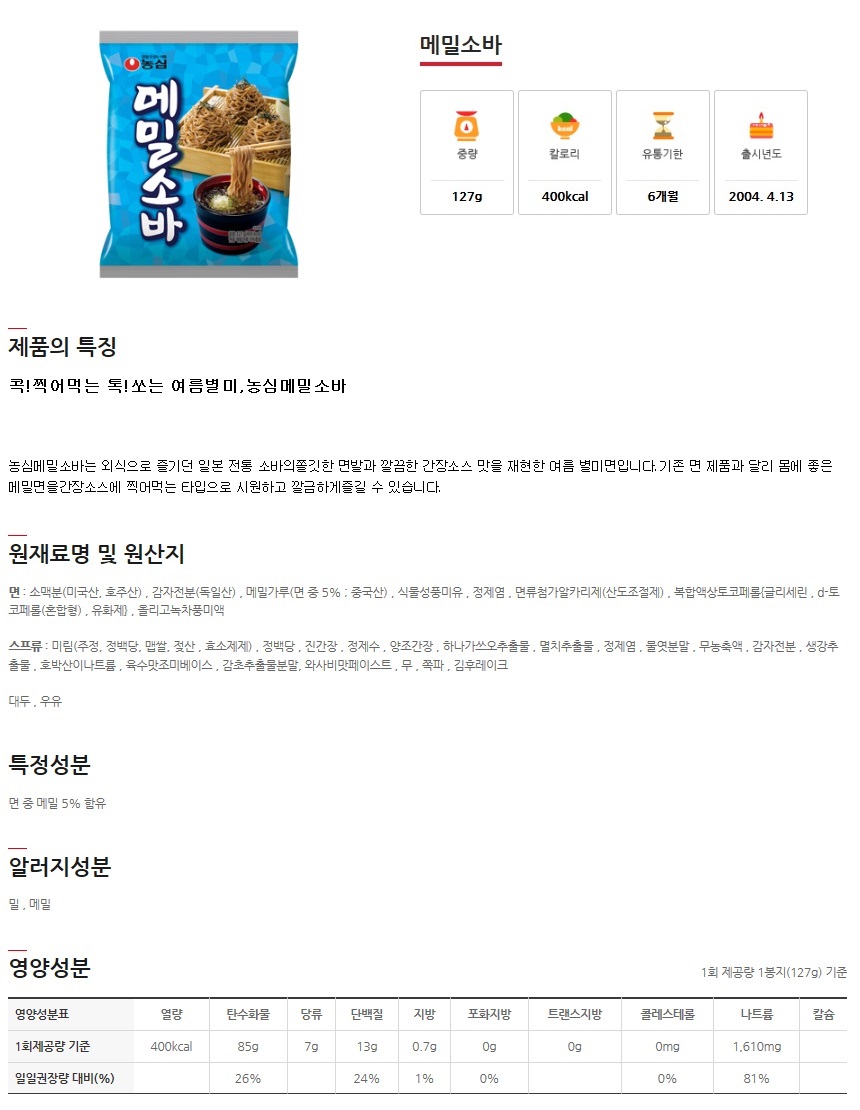 농심
메밀소바
메밀소바
중량
칼로리
유통기한
출시년도
127g
400kcal
6개월
2004. 4.13
제품의 특징
콕!찍어먹는 톡!쏘는 여름별미,농심메밀소바
농심메밀소바는 외식으로 즐기던 일본 전통 소바의쫄깃한 면발과 깔끔한 간장소스 맛을 재현한 여름 별미면입니다.기존 면 제품과 달리 몸에 좋은
메밀면을간장소스에 찍어먹는 타입으로 시원하고 깔금하게즐길 수 있습니다.
원재료명 및 원산지
면 : 소맥분(미국산, 호주산) , 감자전분(독일산) , 메밀가루(면 중 5% ; 중국산) , 식물성풍미유 , 정제염 , 면류첨가알카리제(산도조절제) , 복합액상토코페롤{글리세린 , d-토
코페롤(혼합형) , 유화제} , 올리고녹차풍미액
스프류 : 미림(주정, 정백당, 맵쌀, 젖산 , 효소제제) , 정백당 , 진간장 , 정제수 , 양조간장 , 하나가쓰오추출물 , 멸치추출물 , 정제염 , 물엿분말 , 무농축액 , 감자전분 , 생강추
출물 , 호박산이나트륨 , 육수맛조미베이스 , 감초추출물분말, 와사비맛페이스트 , 무 , 쪽파 , 김후레이크
대두 , 우유
특정성분
면 중 메밀 5% 함유
알러지성분
밀 , 메밀
영양성분
1회 제공량 1봉지(127g) 기준
영양성분표 열량 탄수화물 당류 단백질 지방 포화지방 트랜스지방 콜레스테롤 나트륨 칼슘
1회제공량 기준 400kcal 85g 7g 13g 0.7g 0g 0g 0mg 1,610mg
일일권장량 대비(%) 26% 24% 1% 0% 0% 81%